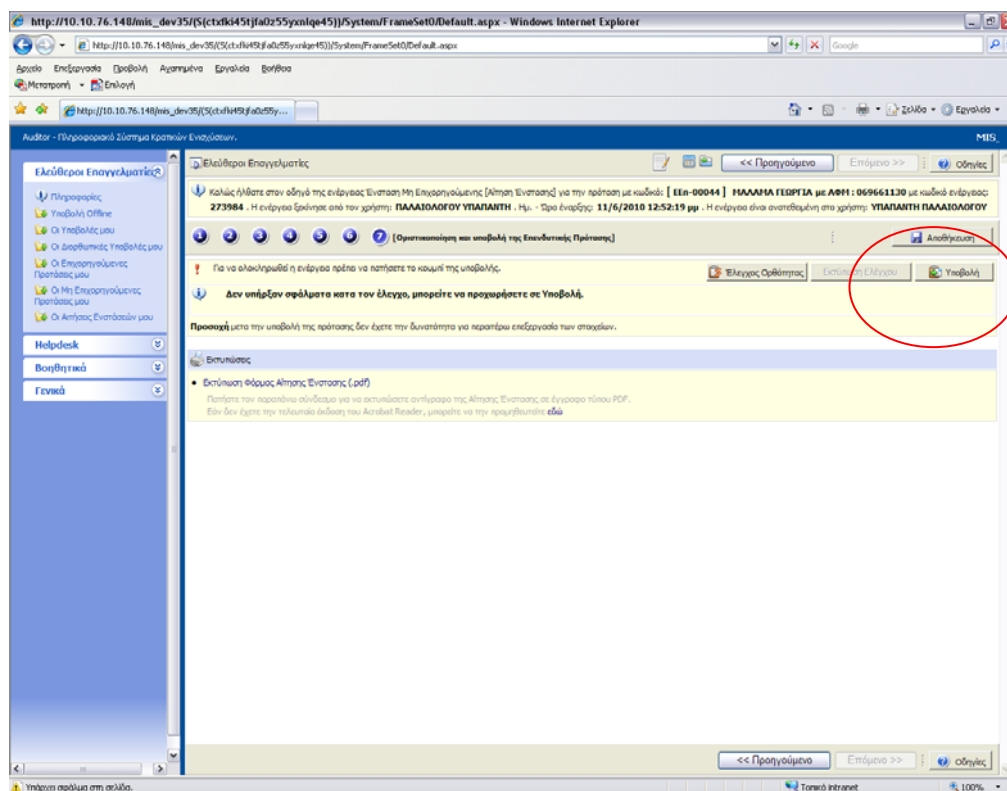 http://10.10.76.148/mis_dev35/(S(ctxfki45tjfa0z55yxnlqe45))/System/FrameSet0/Default.aspx - Windows Internet Explorer
http://10.10.76.148/mis_dev35/(S(ctxfki45tjfa0z55yxnlqe45))/System/FrameSet0/Default.aspx
Google
Αρχείο Επεξεργασία Προβολή Αγαπημένα Εργαλεία Βοήθεια
Μετατροπή Επιλογή
http://10.10.76.148/mis_dev35/(S(ctxfki45tjfa0z55y...
Σελίδα Εργαλεία
Auditor - Πληροφοριακό Σύστημα Κρατικών Ενισχύσεων.
MIS_
Ελεύθεροι Επαγγελματίες
Πληροφορίες
Υποβολή Offline
Οι Υποβολές μου
Οι Διορθωτικές Υποβολές μου
Οι Επιχορηγούμενες Προτάσεις μου
Οι Μη Επιχορηγούμενες Προτάσεις μου
Οι Αιτήσεις Ενστάσεών μου
Helpdesk
Βοηθητικά
Γενικά
Ελεύθεροι Επαγγελματίες
<< Προηγούμενο
Επόμενο >>
Οδηγίες
Καλώς ήλθατε στον οδηγό της ενέργειας Ένσταση Μη Επιχορηγούμενης [Αίτηση Ένστασης] για την πρόταση με κωδικό: [ ΕΕπ-00044 ] ΜΑΛΑΜΑ ΓΕΩΡΓΙΑ με ΑΦΜ : 069661130 με κωδικό ενέργειας:
273984 . Η ενέργεια ξεκίνησε από τον χρήστη: ΠΑΛΑΙΟΛΟΓΟΥ ΥΠΑΠΑΝΤΗ . Ημ. - Ώρα έναρξης: 11/6/2010 12:52:19 μμ . Η ενέργεια είναι ανατεθειμένη στο χρήστη: ΥΠΑΠΑΝΤΗ ΠΑΛΑΙΟΛΟΓΟΥ
1 2 3 4 5 6 7 [Οριστικοποίηση και υποβολή της Επενδυτικής Πρότασης]
Αποθήκευση
Για να ολοκληρωθεί η ενέργεια πρέπει να πατήσετε το κουμπί της υποβολής.
Έλεγχος Ορθότητας
Εκτύπωση Ελέγχου
Υποβολή
Δεν υπήρξαν σφάλματα κατα τον έλεγχο, μπορείτε να προχωρήσετε σε Υποβολή.
Προσοχή μετα την υποβολή της πρότασης δεν έχετε την δυνατότητα για περαιτέρω επεξεργασία των στοιχείων.
Εκτυπώσεις
Εκτύπωση Φόρμας Αίτησης Ένστασης (.pdf)
Πατήστε τον παραπάνω σύνδεσμο για να εκτυπώσετε αντίγραφο της Αίτησης Ένστασης σε έγγραφο τύπου PDF.
Εάν δεν έχετε την τελευταία έκδοση του Acrobat Reader, μπορείτε να την προμηθευτείτε εδώ
<< Προηγούμενο
Επόμενο >>
Οδηγίες
Υπάρχει σφάλμα στη σελίδα.
Τοπικό intranet
100%